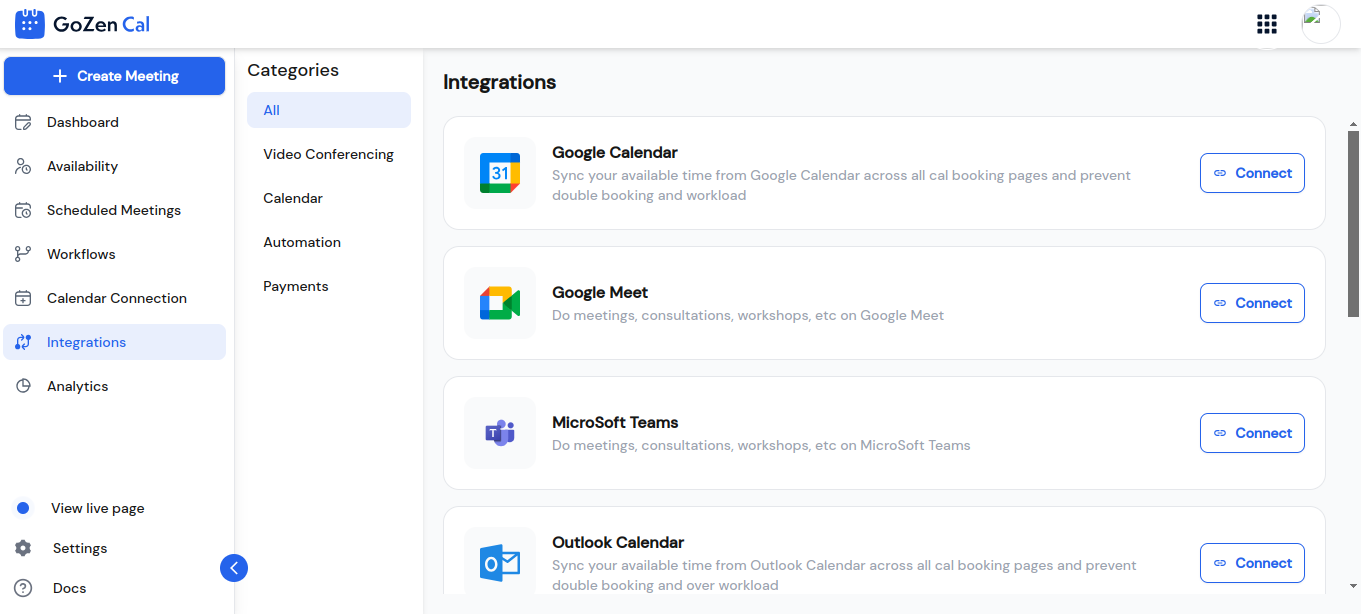 GoZen Cal
Create Meeting
Dashboard
Availability
Scheduled Meetings
Workflows
Calendar Connection
Integrations
Analytics
View live page
Settings
Docs
Categories
All
Video Conferencing
Calendar
Automation
Payments
Integrations
31
Google Calendar
Sync your available time from Google Calendar across all cal booking pages and prevent
double booking and workload
Connect
Google Meet
Do meetings, consultations, workshops, etc on Google Meet
Connect
T
MicroSoft Teams
Do meetings, consultations, workshops, etc on MicroSoft Teams
Connect
O
Outlook Calendar
Sync your available time from Outlook Calendar across all cal booking pages and prevent
double booking and over workload
Connect